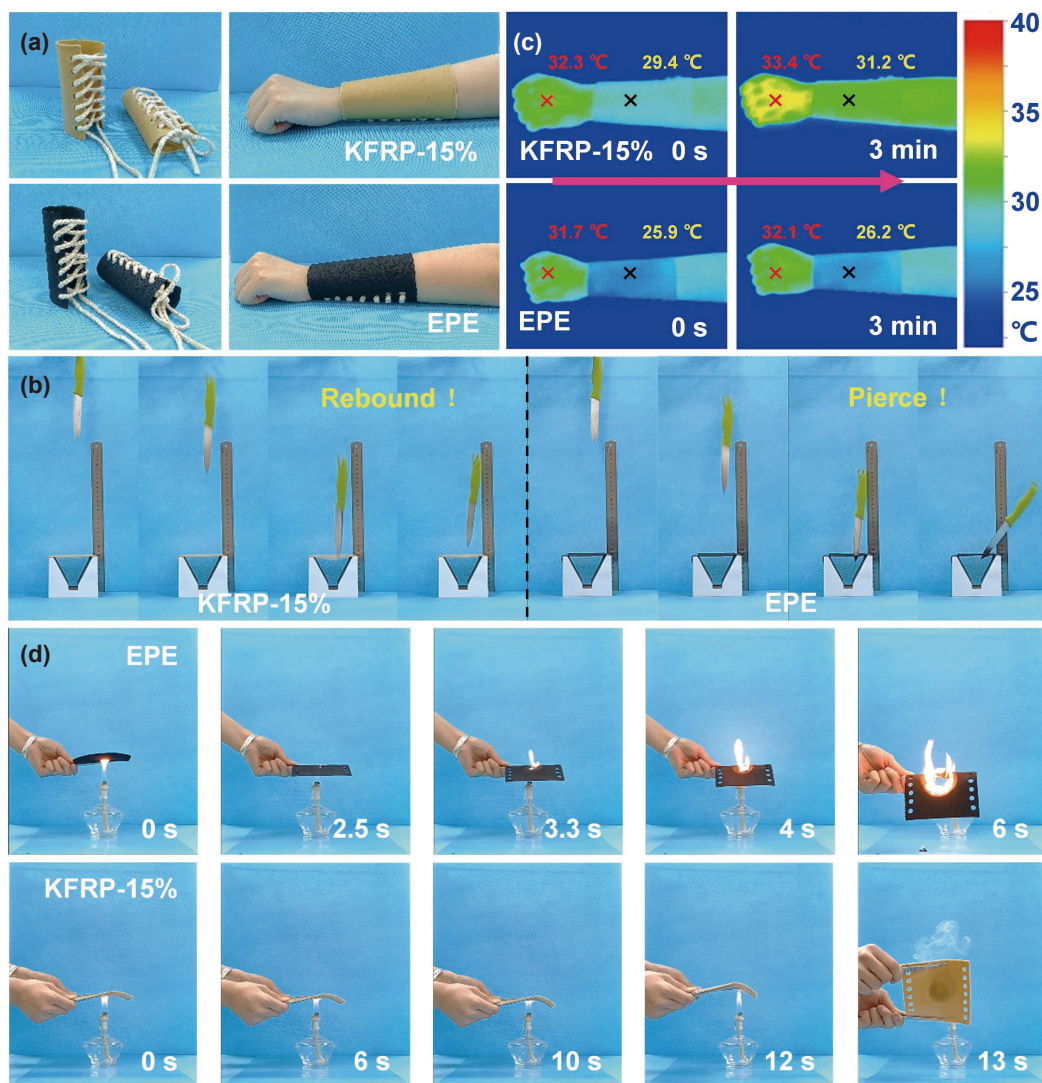 (a)
KFRP-15%
EPE
(c)
32.3 ℃ 29.4 ℃
KFRP-15% 0 s
33.4 ℃ 31.2 ℃
3 min
31.7 ℃ 25.9 ℃
EPE 0 s
32.1 ℃ 26.2 ℃
3 min
40
35
30
25
℃
(b)
Rebound !
KFRP-15%
Pierce !
EPE
(d)
EPE
0 s
2.5 s
3.3 s
4 s
6 s
KFRP-15%
0 s
6 s
10 s
12 s
13 s